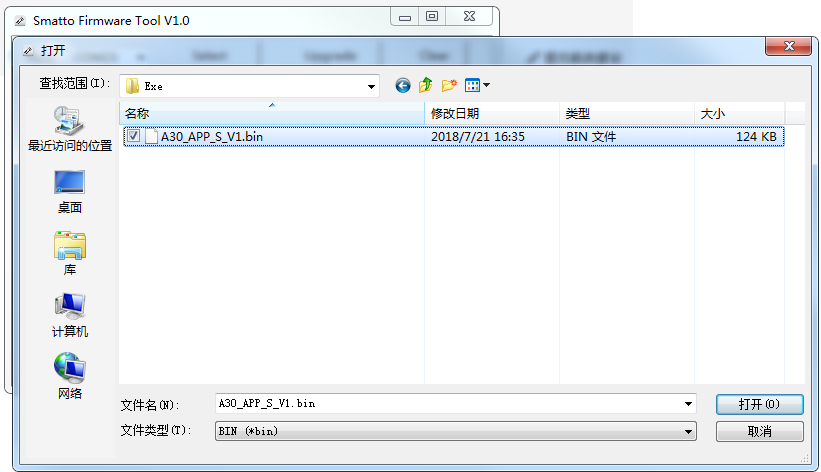 Smatto Firmware Tool V1.0
打开
查找范围(I):
Exe
名称
修改日期
类型
大小
A30_APP_S_V1.bin
2018/7/21 16:35
BIN 文件
124 KB
最近访问的位置
桌面
库
计算机
网络
文件名(N):
A30_APP_S_V1.bin
打开(O)
文件类型(T):
BIN (*bin)
取消